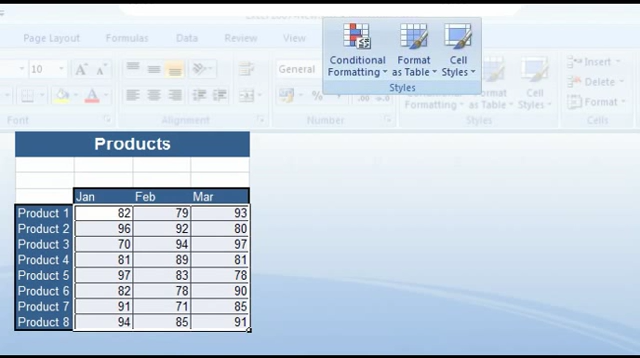 Page Layout Formulas Data Review View
10 A A General Insert
Conditional Formatting Format as Table Cell Styles
Delete
Format
Styles
Font Alignment Number Styles Cells
Products
Jan Feb Mar
Product 1 82 79 93
Product 2 96 92 80
Product 3 70 94 97
Product 4 81 89 81
Product 5 97 83 78
Product 6 82 78 90
Product 7 91 71 85
Product 8 94 85 91